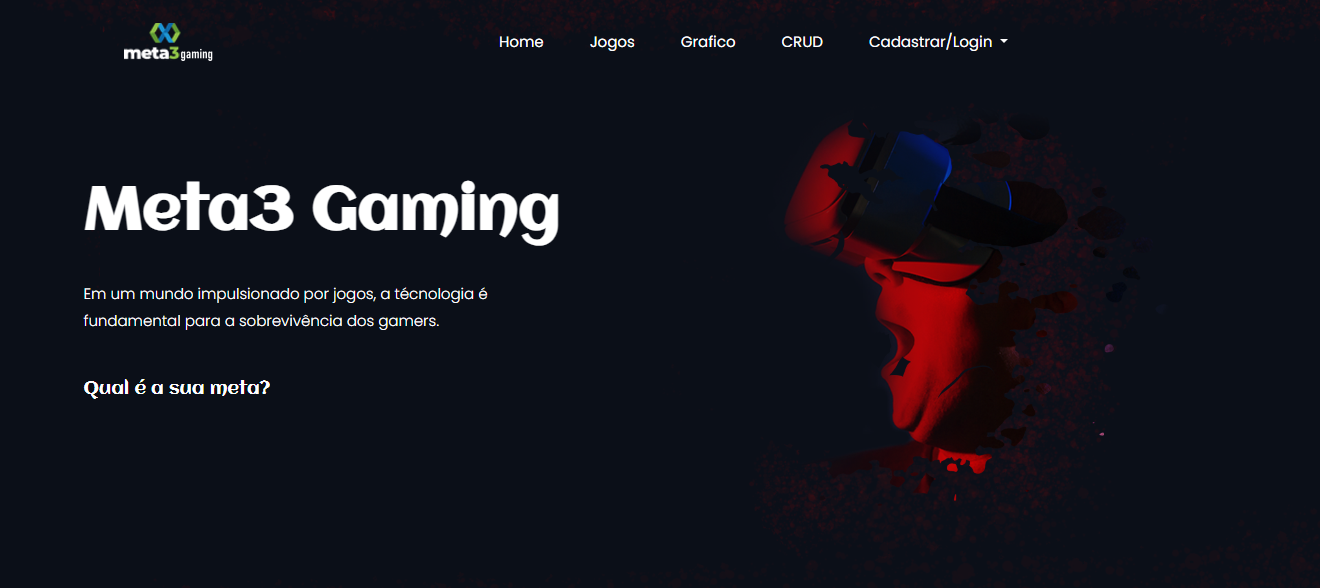 meta3gaming
Home Jogos Grafico CRUD Cadastrar/Login
Meta3 Gaming
Em um mundo impulsionado por jogos, a técnologia é
fundamental para a sobrevivência dos gamers.
Qual é a sua meta?